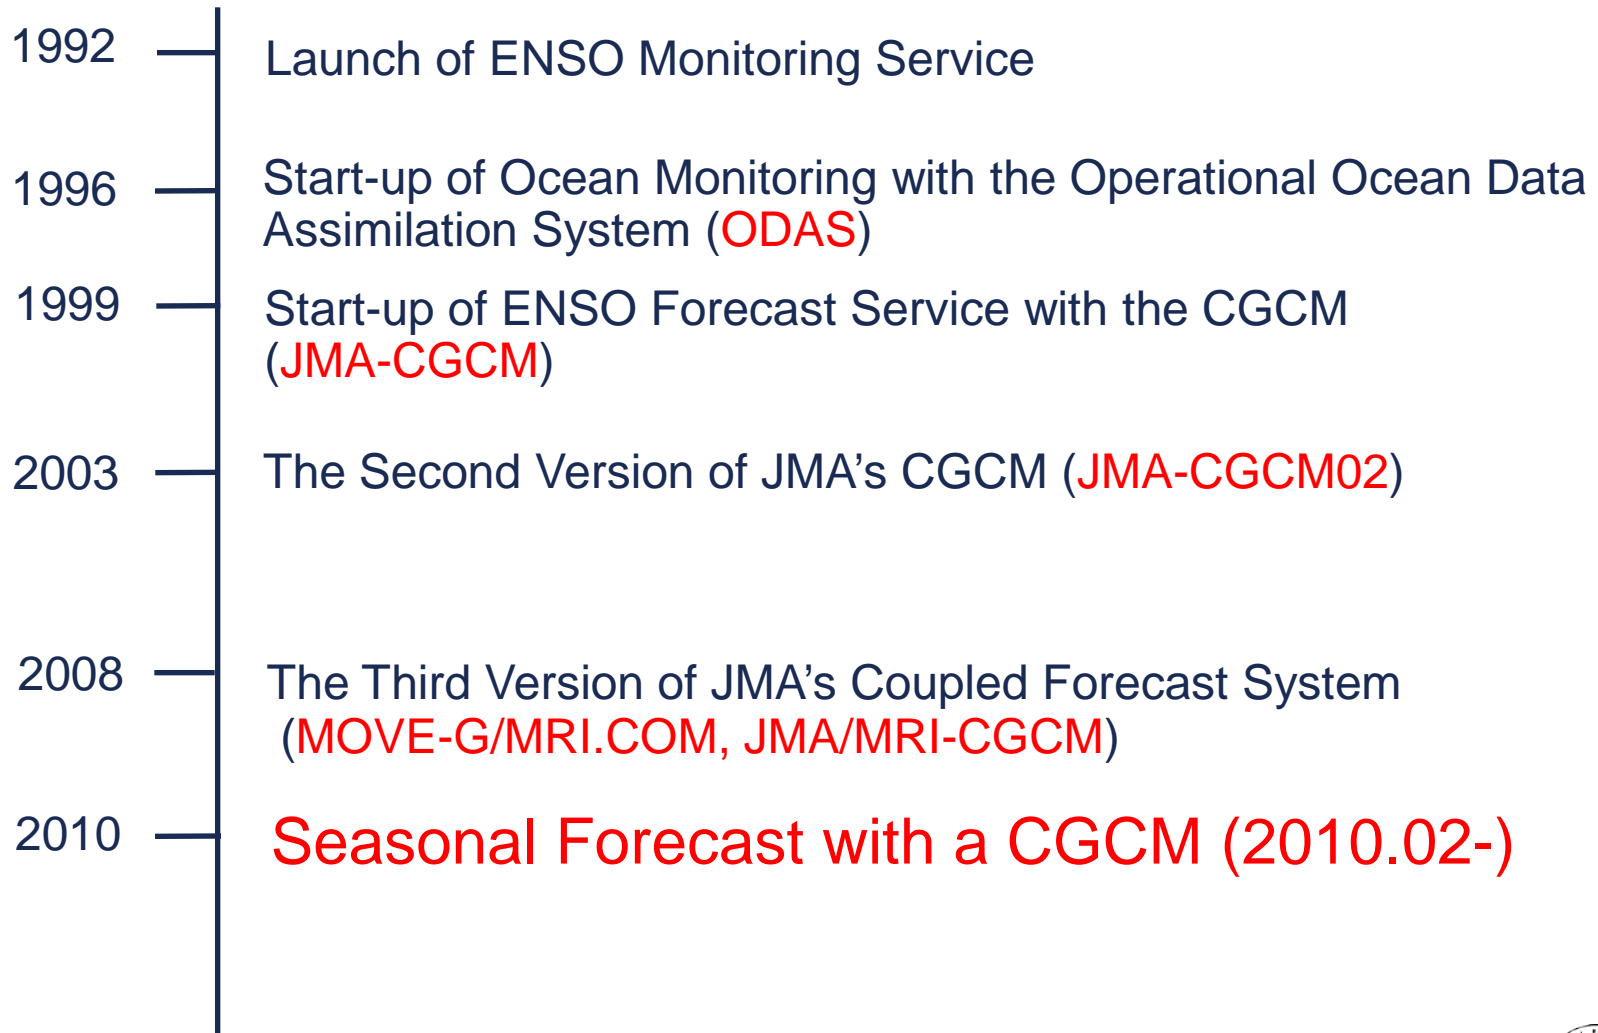 1992 Launch of ENSO Monitoring Service
1996 Start-up of Ocean Monitoring with the Operational Ocean Data
Assimilation System (ODAS)
1999 Start-up of ENSO Forecast Service with the CGCM
(JMA-CGCM)
2003 The Second Version of JMA’s CGCM (JMA-CGCM02)
2008 The Third Version of JMA’s Coupled Forecast System
(MOVE-G/MRI.COM, JMA/MRI-CGCM)
2010 Seasonal Forecast with a CGCM (2010.02-)